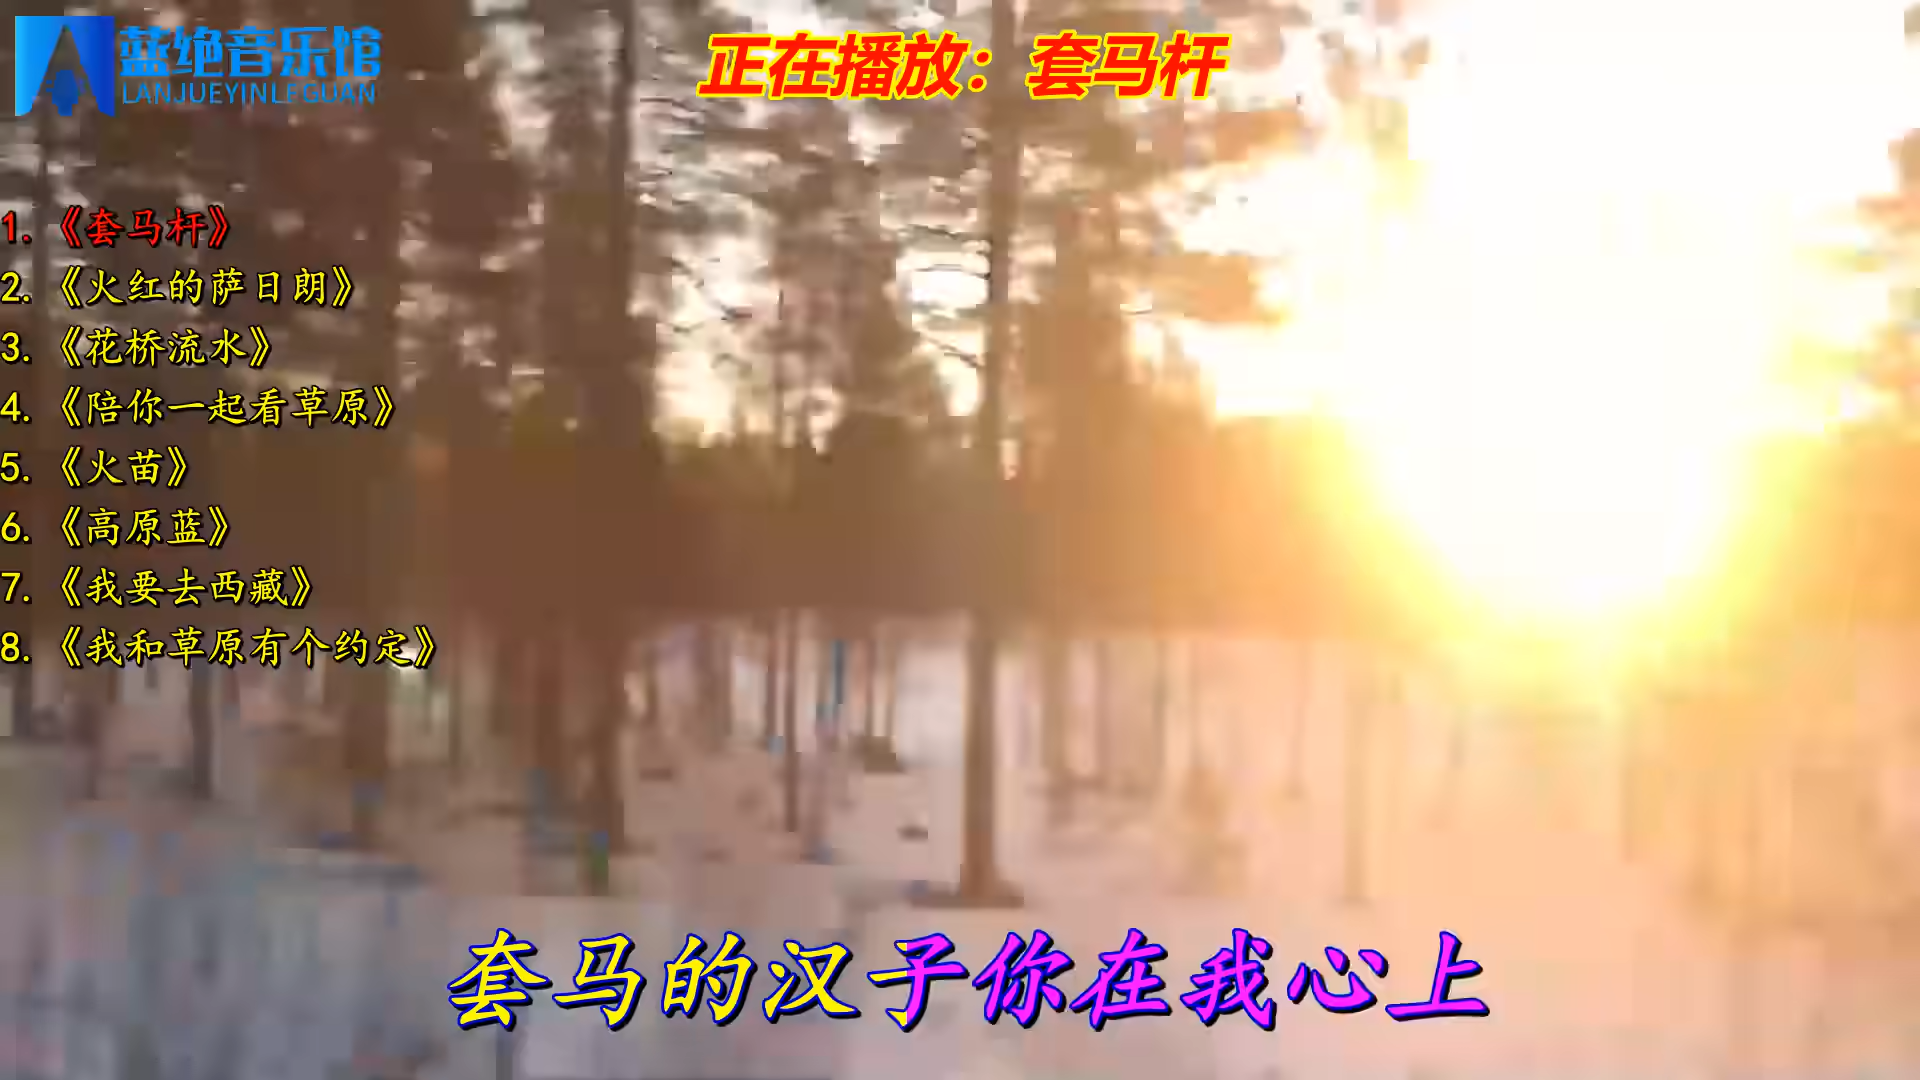 蓝绝音乐馆
LANJUEYINLEGUAN
正在播放：套马杆
1. 《套马杆》
2. 《火红的萨日朗》
3. 《花桥流水》
4. 《陪你一起看草原》
5. 《火苗》
6. 《高原蓝》
7. 《我要去西藏》
8. 《我和草原有个约定》
套马的汉子你在我心上